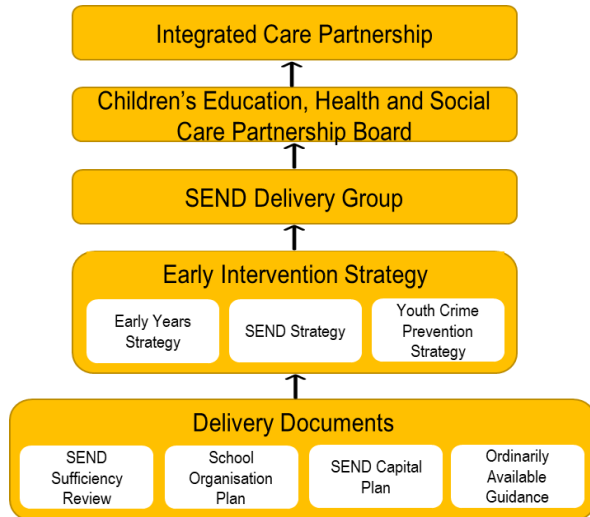 Integrated Care Partnership
Children's Education, Health and Social
Care Partnership Board
SEND Delivery Group
Early Intervention Strategy
Early Years
Strategy
SEND Strategy
Youth Crime
Prevention
Strategy
Delivery Documents
SEND
Sufficiency
Review
School
Organisation
Plan
SEND Capital
Plan
Ordinarily
Available
Guidance